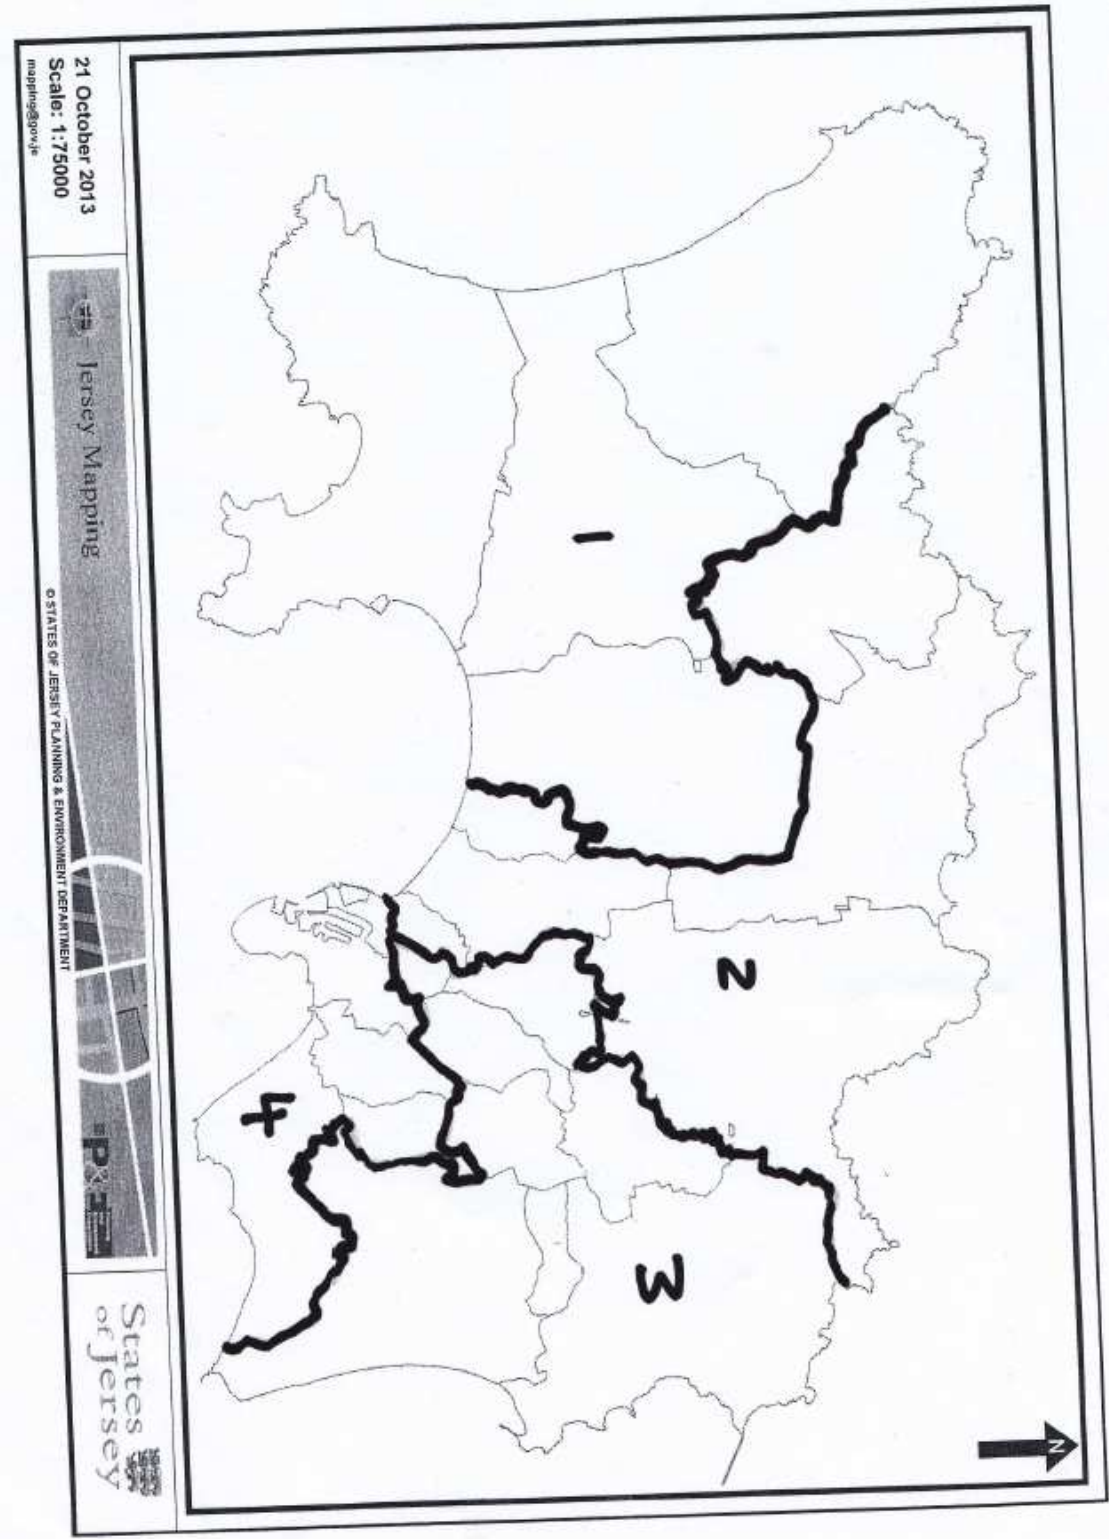 N
1
2
3
4
21 October 2013
Scale: 1:75000
mapping@gov.je
Jersey Mapping
© STATES OF JERSEY PLANNING & ENVIRONMENT DEPARTMENT
States
of Jersey